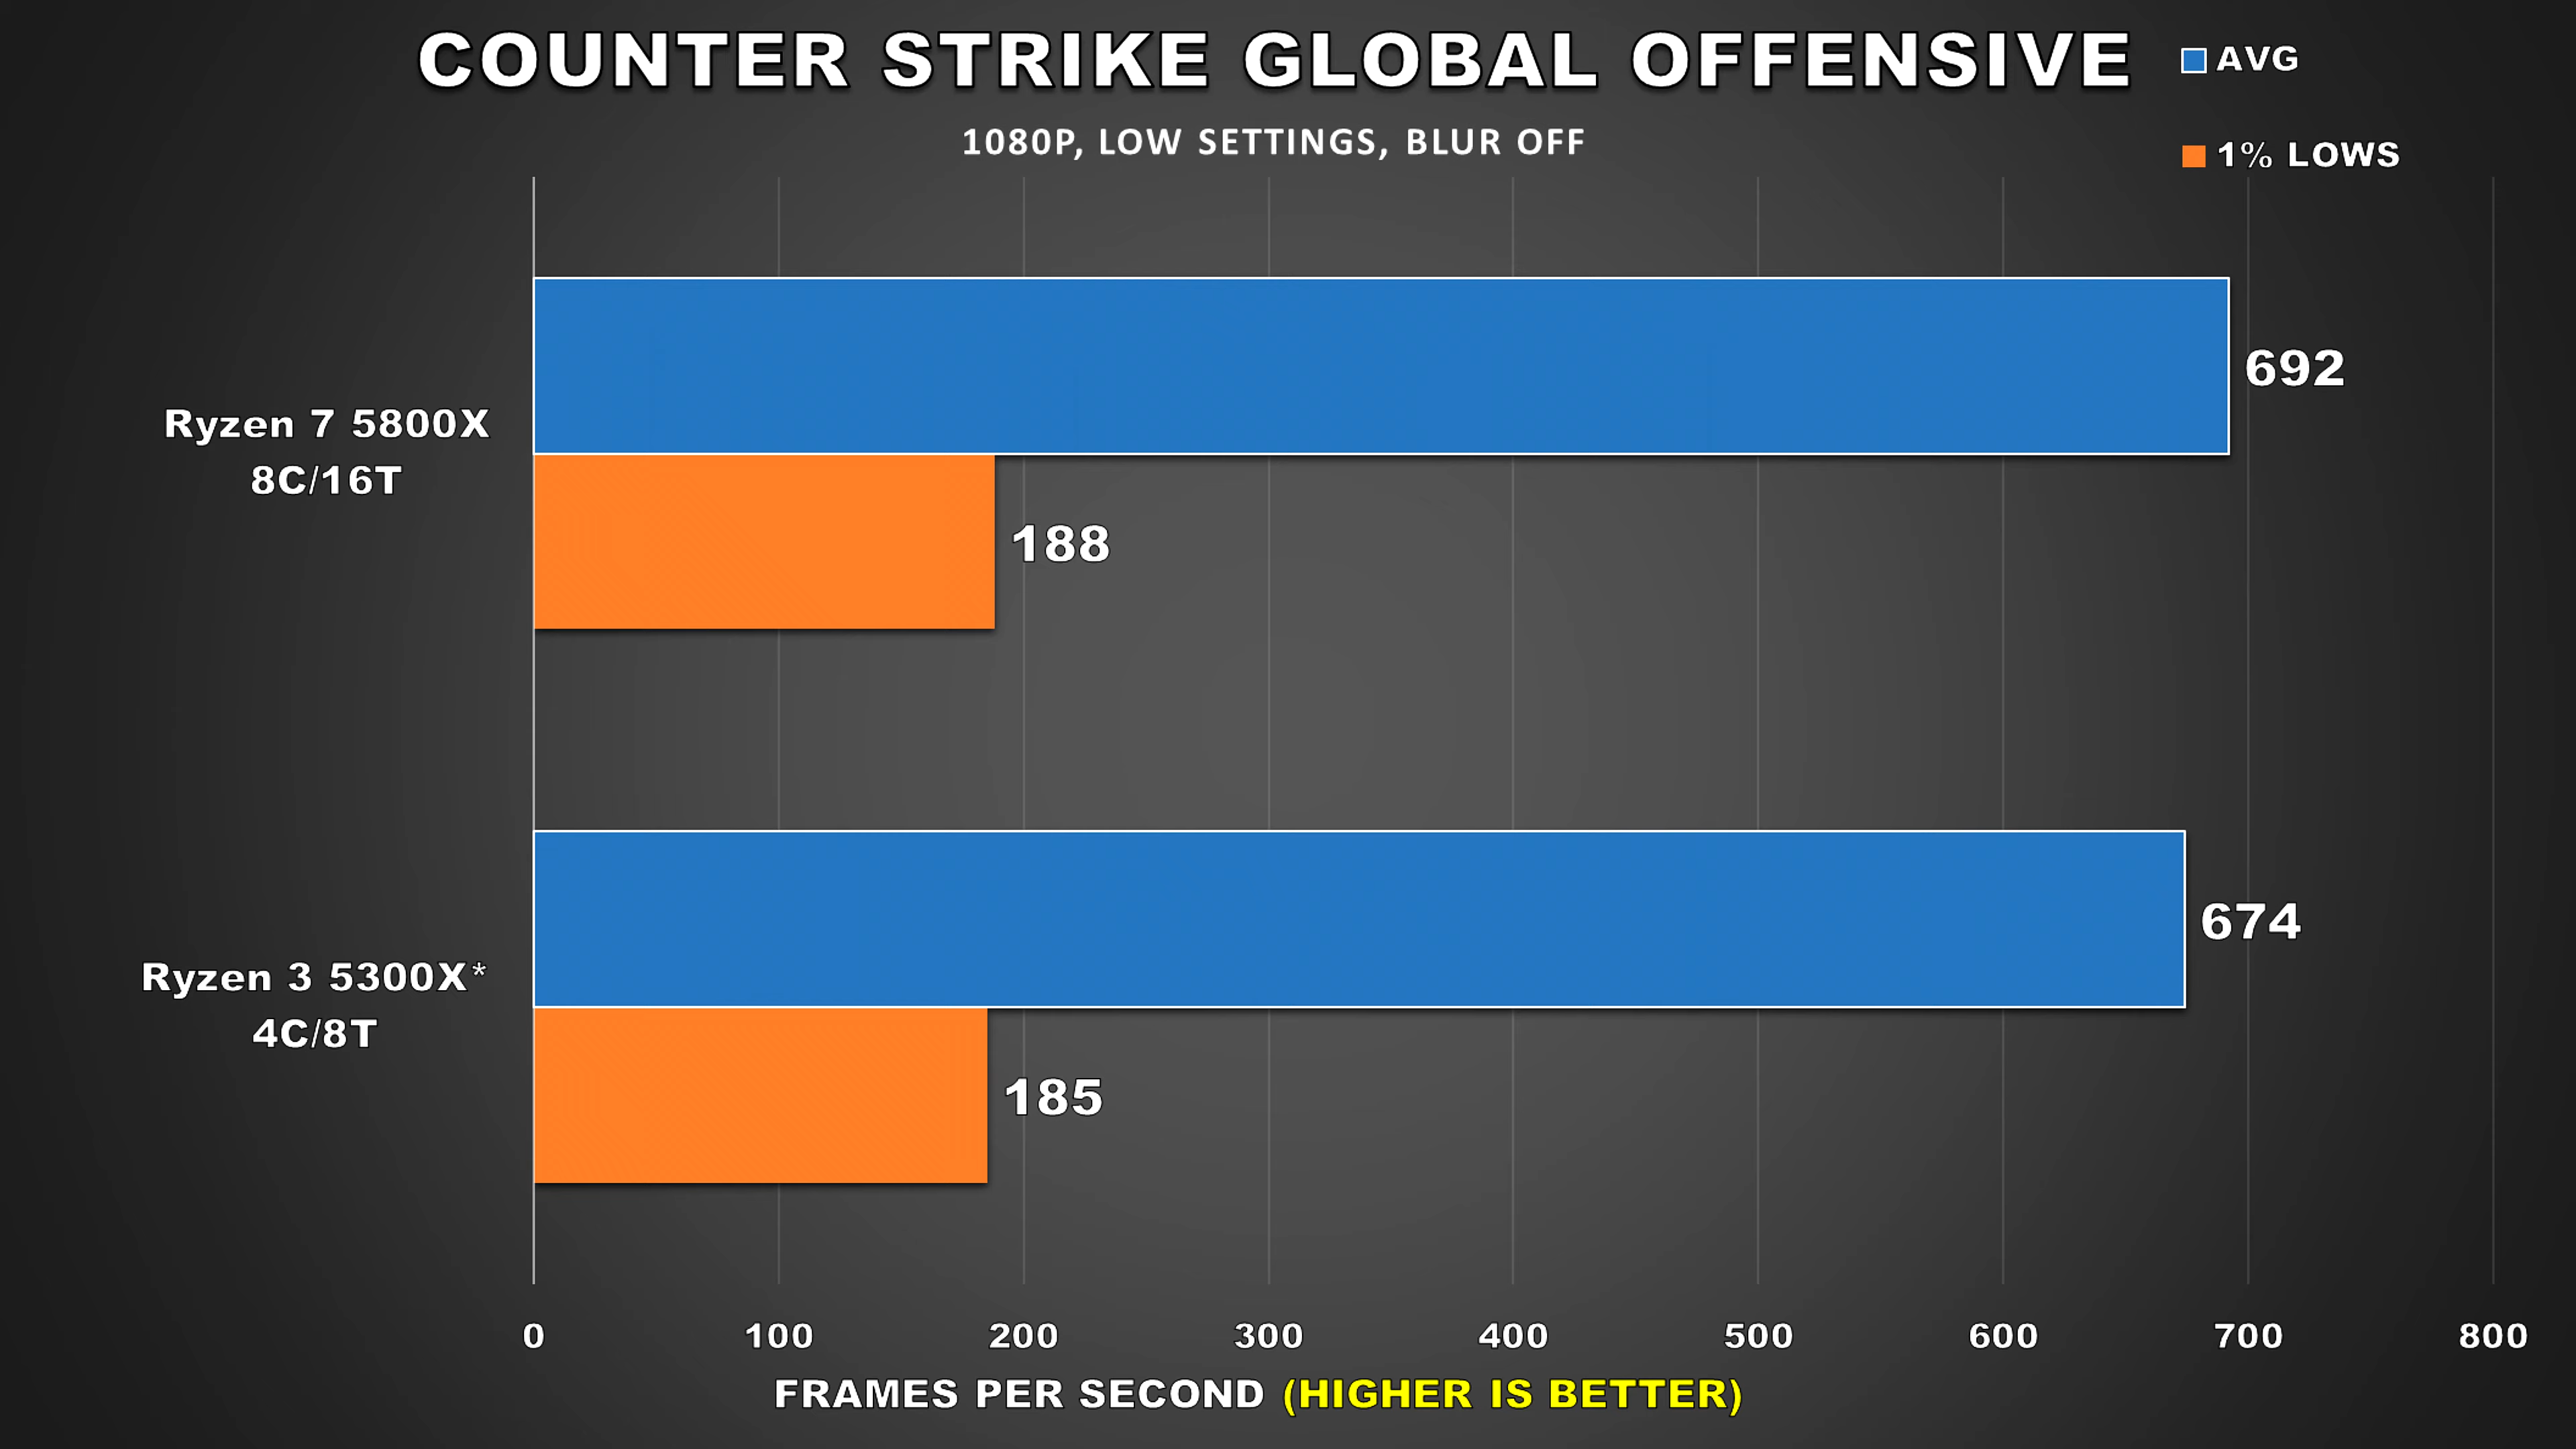 COUNTER STRIKE GLOBAL OFFENSIVE
AVG
1080P, LOW SETTINGS, BLUR OFF
1% LOWS
Ryzen 7 5800X
8C/16T
692
188
Ryzen 3 5300X*
4C/8T
674
185
0 100 200 300 400 500 600 700 800
FRAMES PER SECOND (HIGHER IS BETTER)